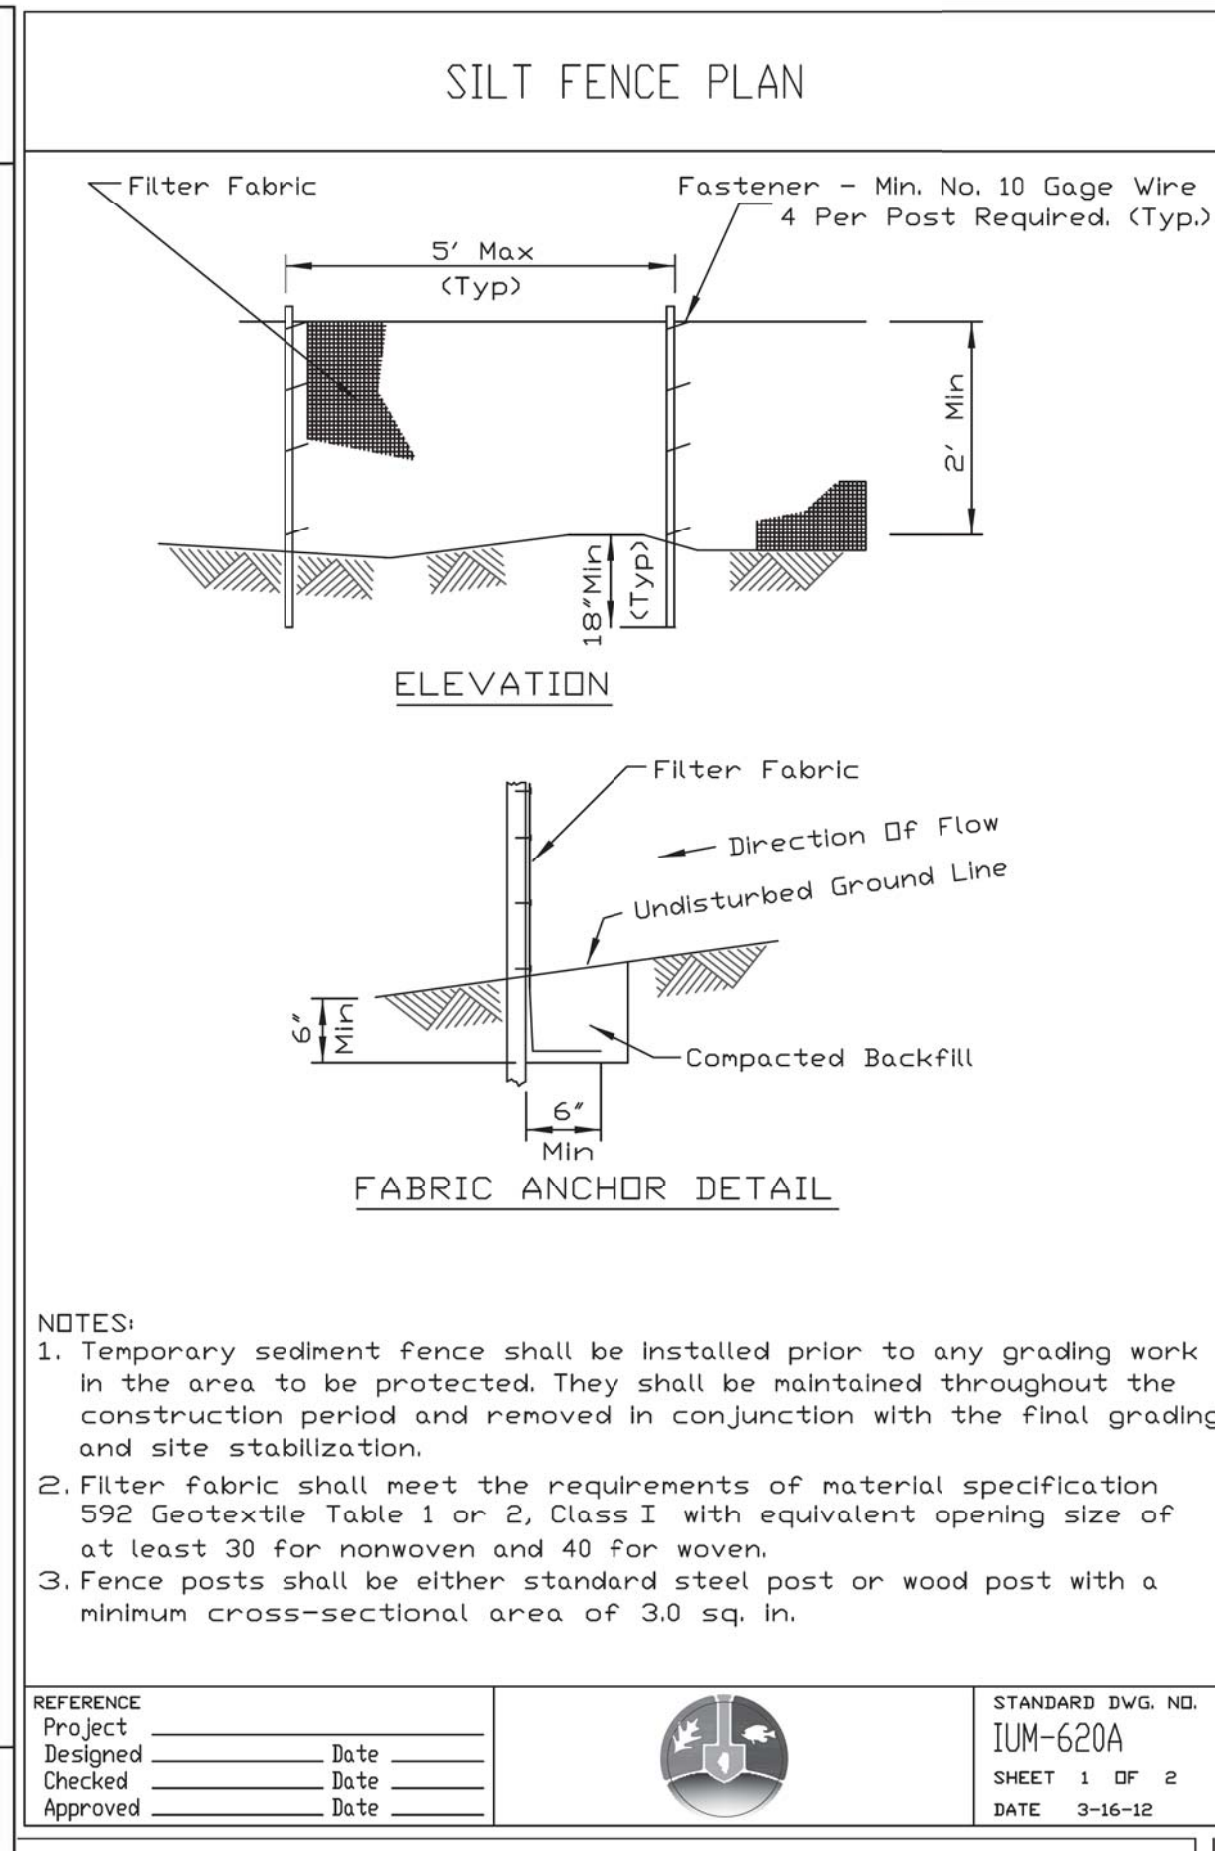 SILT FENCE PLAN
Filter Fabric
Fastener - Min. No. 10 Gage Wire
4 Per Post Required. (Typ.)
5' Max
(Typ)
2' Min
18"Min
(Typ)
ELEVATION
Filter Fabric
Direction Of Flow
Undisturbed Ground Line
6"
Min
Compacted Backfill
6"
Min
FABRIC ANCHOR DETAIL
NOTES:
1. Temporary sediment fence shall be installed prior to any grading work
in the area to be protected. They shall be maintained throughout the
construction period and removed in conjunction with the final grading
and site stabilization.
2. Filter fabric shall meet the requirements of material specification
592 Geotextile Table 1 or 2, Class I with equivalent opening size of
at least 30 for nonwoven and 40 for woven.
3. Fence posts shall be either standard steel post or wood post with a
minimum cross-sectional area of 3.0 sq. in.
REFERENCE
Project
Designed Date
Checked Date
Approved Date
STANDARD DWG. NO.
IUM-620A
SHEET 1 OF 2
DATE 3-16-12